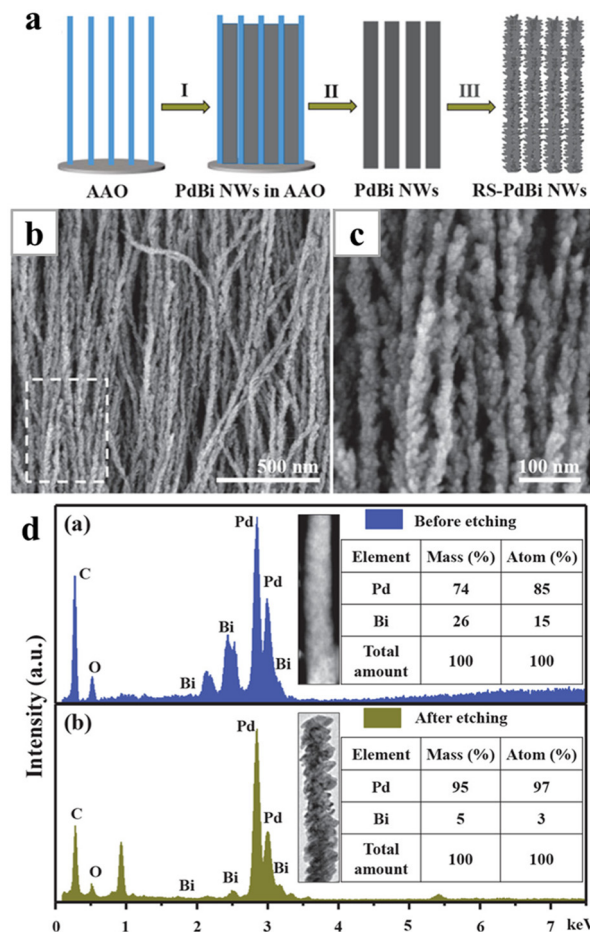 a
I
II
III
AAO
PdBi NWs in AAO
PdBi NWs
RS-PdBi NWs
b
500 nm
c
100 nm
d
Intensity (a.u.)
(a)
Before etching
C
O
Bi
Bi
Pd
Pd
Bi
Element Mass (%) Atom (%)
Pd 74 85
Bi 26 15
Total amount 100 100
(b)
After etching
C
O
Bi
Bi
Pd
Pd
Bi
Element Mass (%) Atom (%)
Pd 95 97
Bi 5 3
Total amount 100 100
0 1 2 3 4 5 6 7 keV